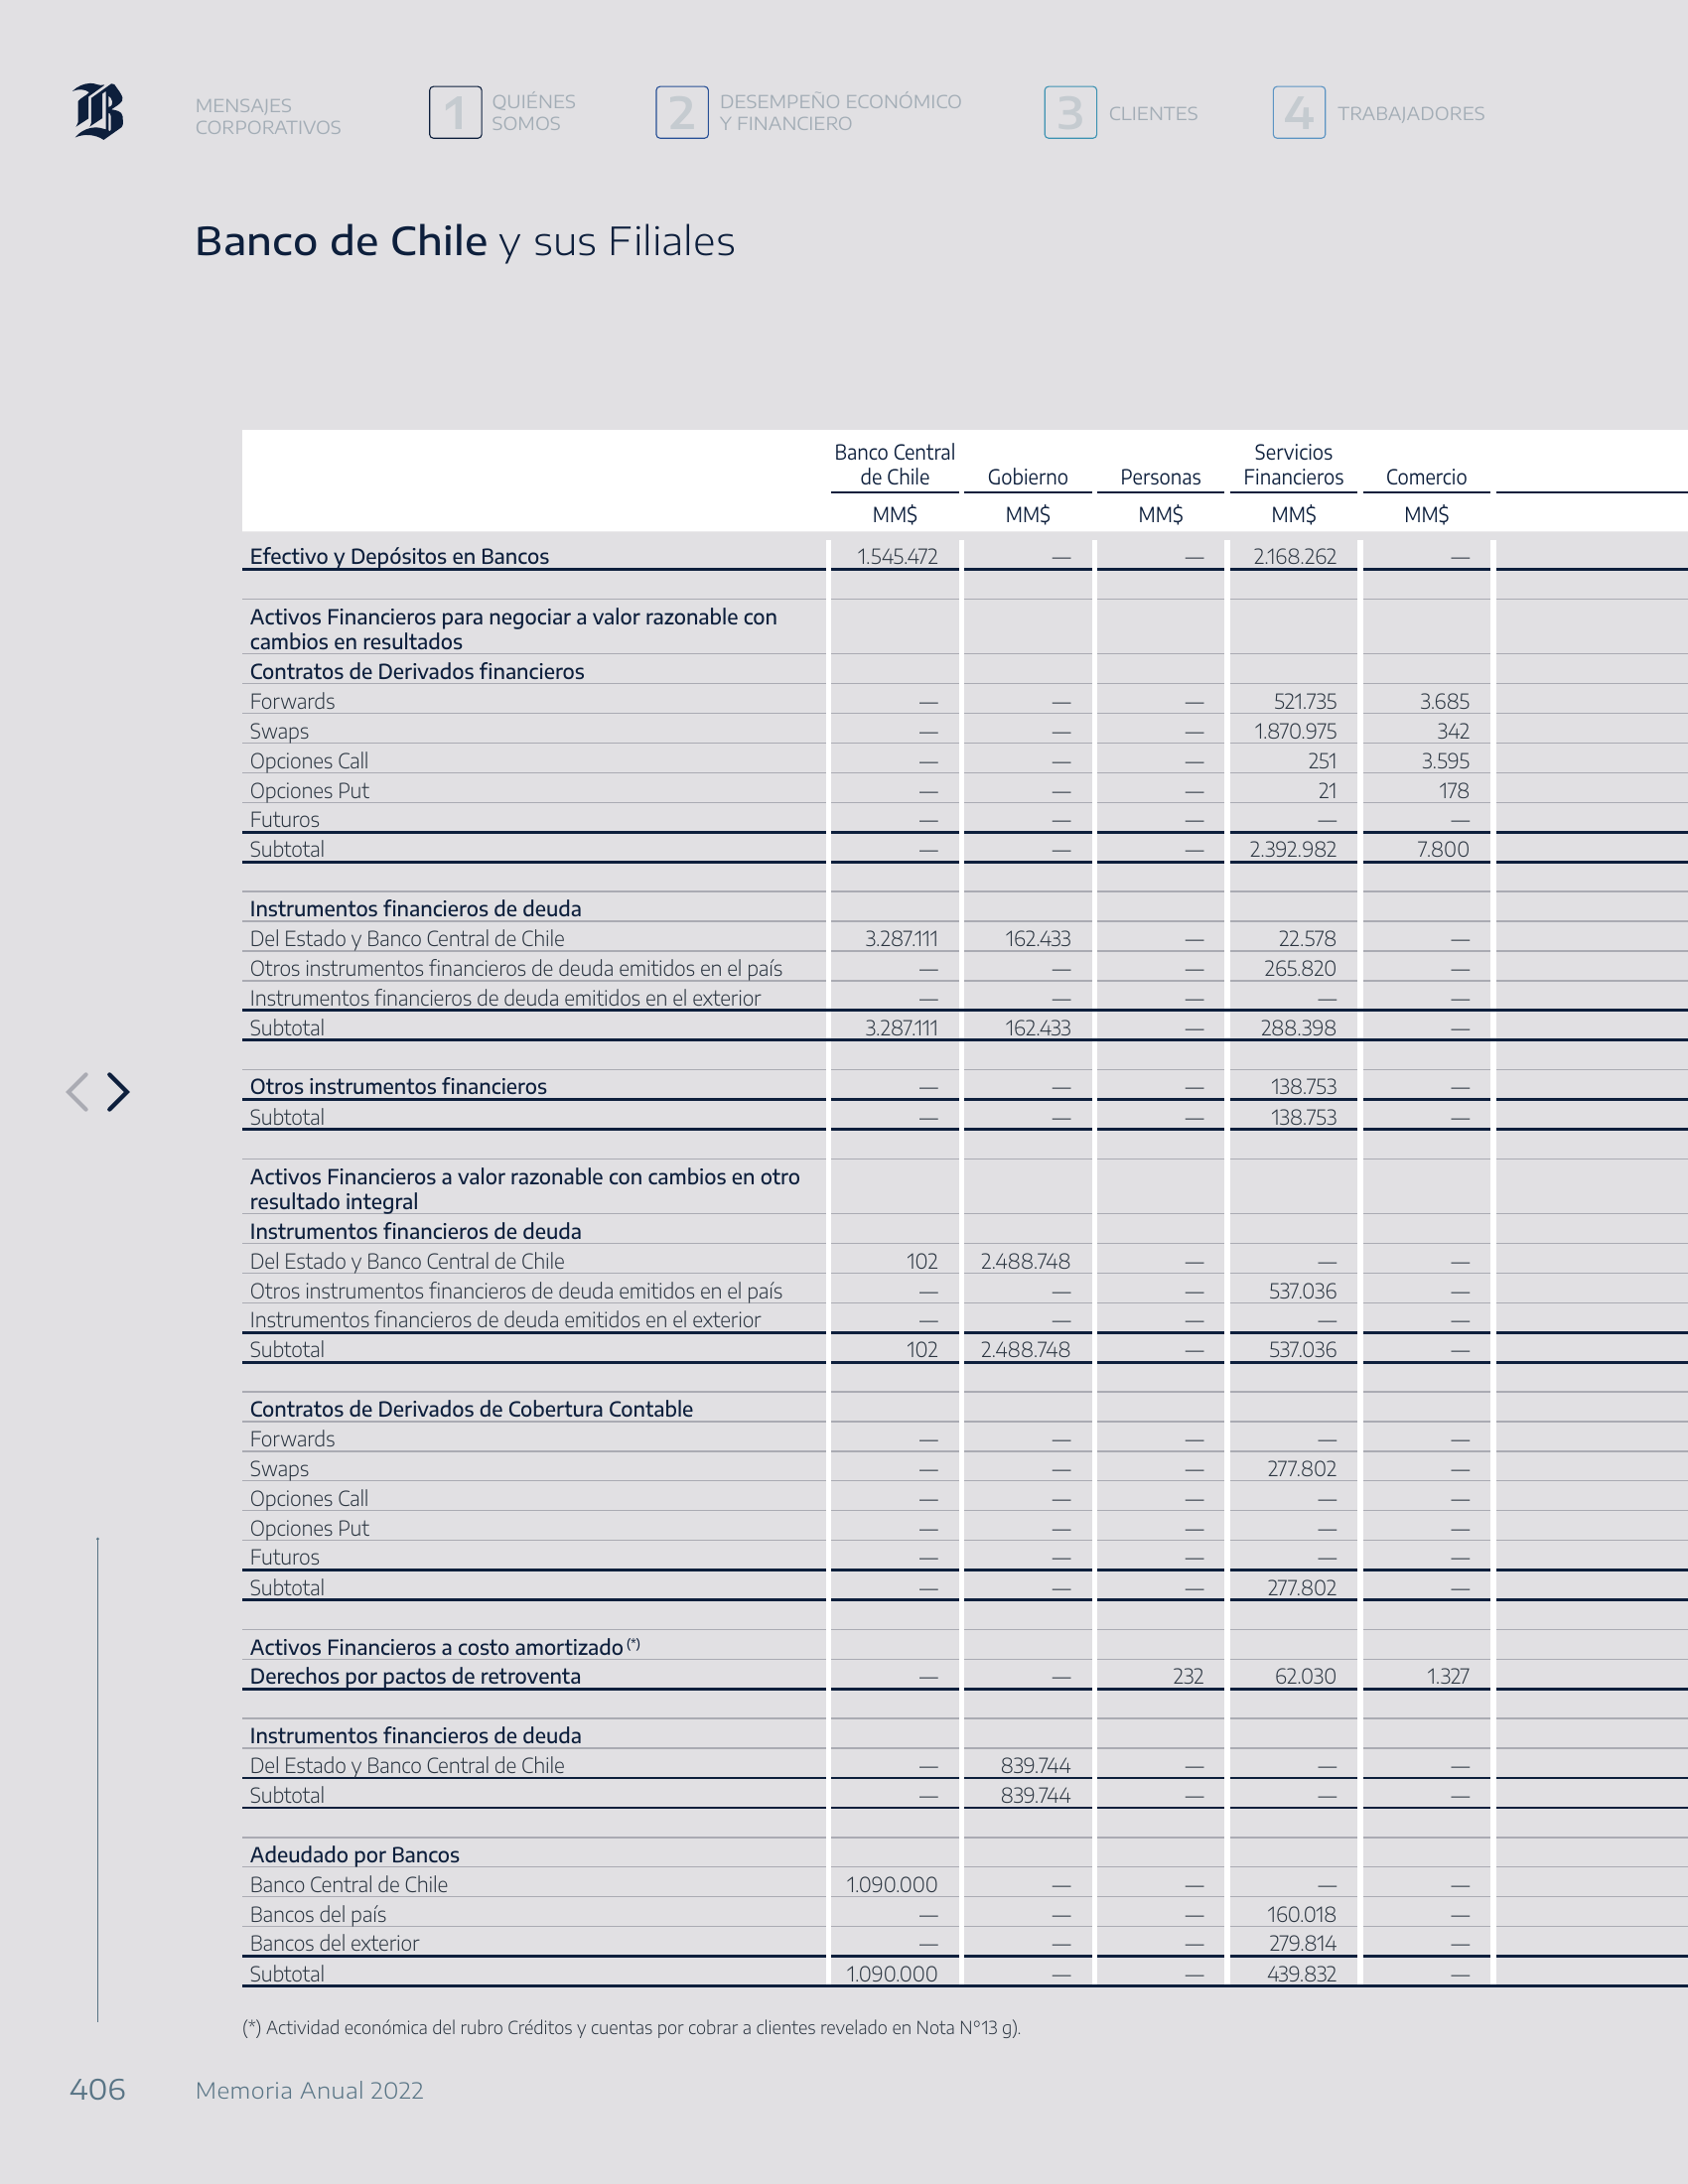 B
MENSAJES
CORPORATIVOS
1
QUIÉNES
SOMOS
2
DESEMPEÑO ECONÓMICO
Y FINANCIERO
3
CLIENTES
4
TRABAJADORES
Banco de Chile y sus Filiales
Banco Central de Chile Gobierno Personas Servicios Financieros Comercio
MM$ MM$ MM$ MM$ MM$
Efectivo y Depósitos en Bancos 1.545.472 — — 2.168.262 —
Activos Financieros para negociar a valor razonable con
cambios en resultados
Contratos de Derivados financieros
Forwards — — — 521.735 3.685
Swaps — — — 1.870.975 342
Opciones Call — — — 251 3.595
Opciones Put — — — 21 178
Futuros — — — — —
Subtotal — — — 2.392.982 7.800
Instrumentos financieros de deuda
Del Estado y Banco Central de Chile 3.287.111 162.433 — 22.578 —
Otros instrumentos financieros de deuda emitidos en el país — — — 265.820 —
Instrumentos financieros de deuda emitidos en el exterior — — — — —
Subtotal 3.287.111 162.433 — 288.398 —
Otros instrumentos financieros — — — 138.753 —
Subtotal — — — 138.753 —
Activos Financieros a valor razonable con cambios en otro
resultado integral
Instrumentos financieros de deuda
Del Estado y Banco Central de Chile 102 2.488.748 — — —
Otros instrumentos financieros de deuda emitidos en el país — — — 537.036 —
Instrumentos financieros de deuda emitidos en el exterior — — — — —
Subtotal 102 2.488.748 — 537.036 —
Contratos de Derivados de Cobertura Contable
Forwards — — — — —
Swaps — — — 277.802 —
Opciones Call — — — — —
Opciones Put — — — — —
Futuros — — — — —
Subtotal — — — 277.802 —
Activos Financieros a costo amortizado (*)
Derechos por pactos de retroventa — — 232 62.030 1.327
Instrumentos financieros de deuda
Del Estado y Banco Central de Chile — 839.744 — — —
Subtotal — 839.744 — — —
Adeudado por Bancos
Banco Central de Chile 1.090.000 — — — —
Bancos del país — — — 160.018 —
Bancos del exterior — — — 279.814 —
Subtotal 1.090.000 — — 439.832 —
(*) Actividad económica del rubro Créditos y cuentas por cobrar a clientes revelado en Nota N°13 g).
406 Memoria Anual 2022